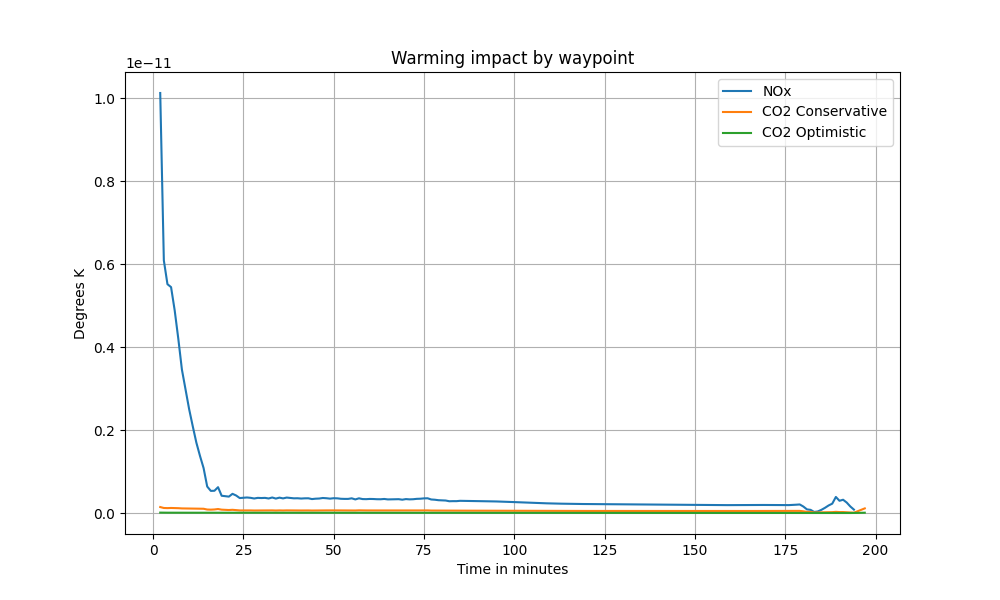 Warming impact by waypoint
1e−11
1.0
0.8
0.6
0.4
0.2
0.0
Degrees K
NOx
CO2 Conservative
CO2 Optimistic
0 25 50 75 100 125 150 175 200
Time in minutes